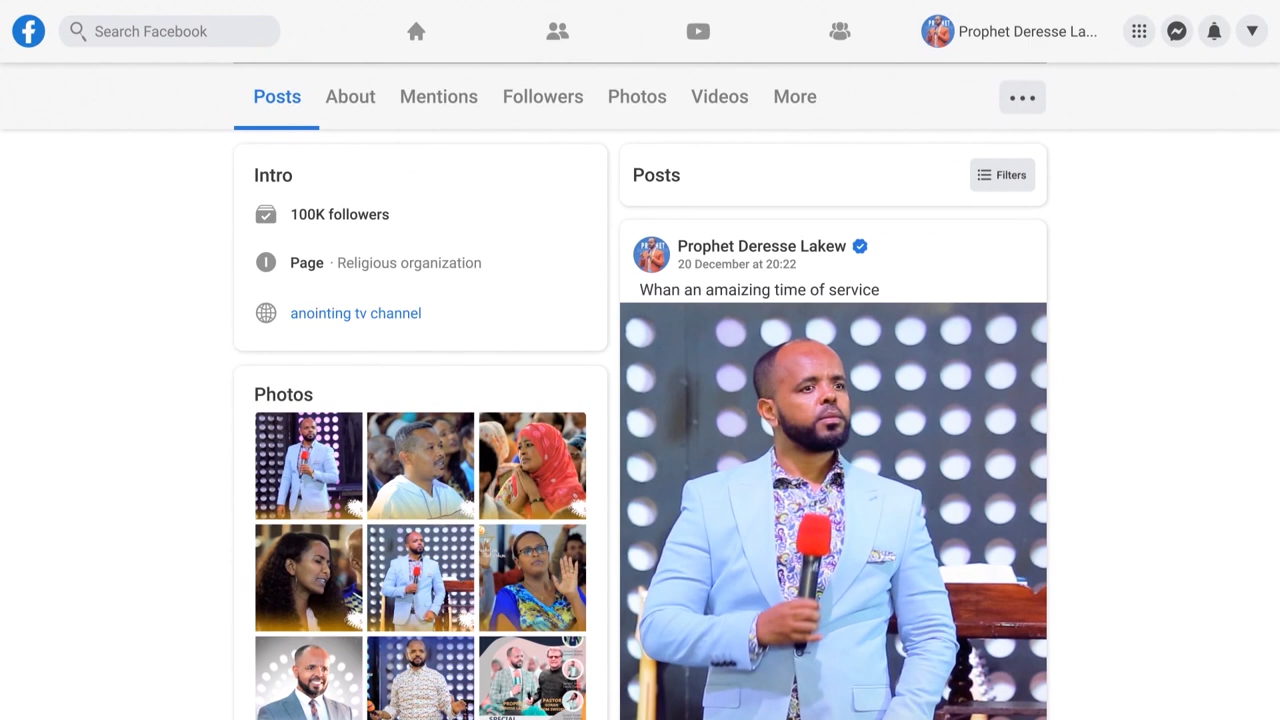 Search Facebook
Prophet Deresse La...
Posts
About
Mentions
Followers
Photos
Videos
More
Intro
100K followers
Page · Religious organization
anointing tv channel
Photos
SPECIAL
Posts
Filters
Prophet Deresse Lakew
20 December at 20:22
Whan an amaizing time of service